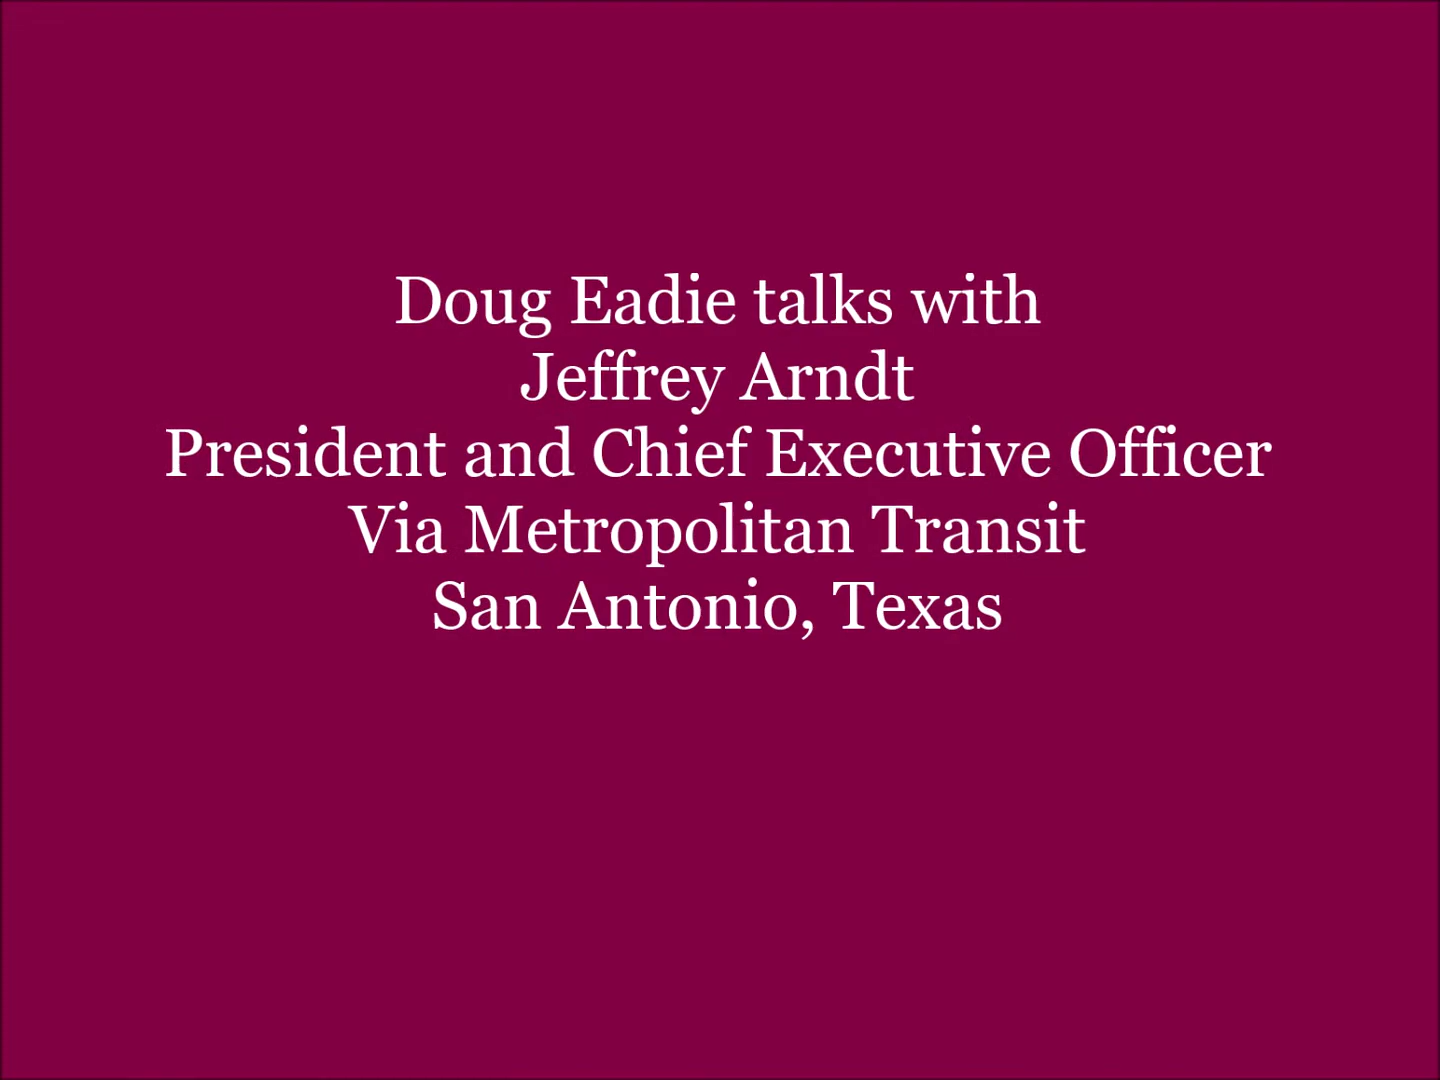 Doug Eadie talks with
Jeffrey Arndt
President and Chief Executive Officer
Via Metropolitan Transit
San Antonio, Texas